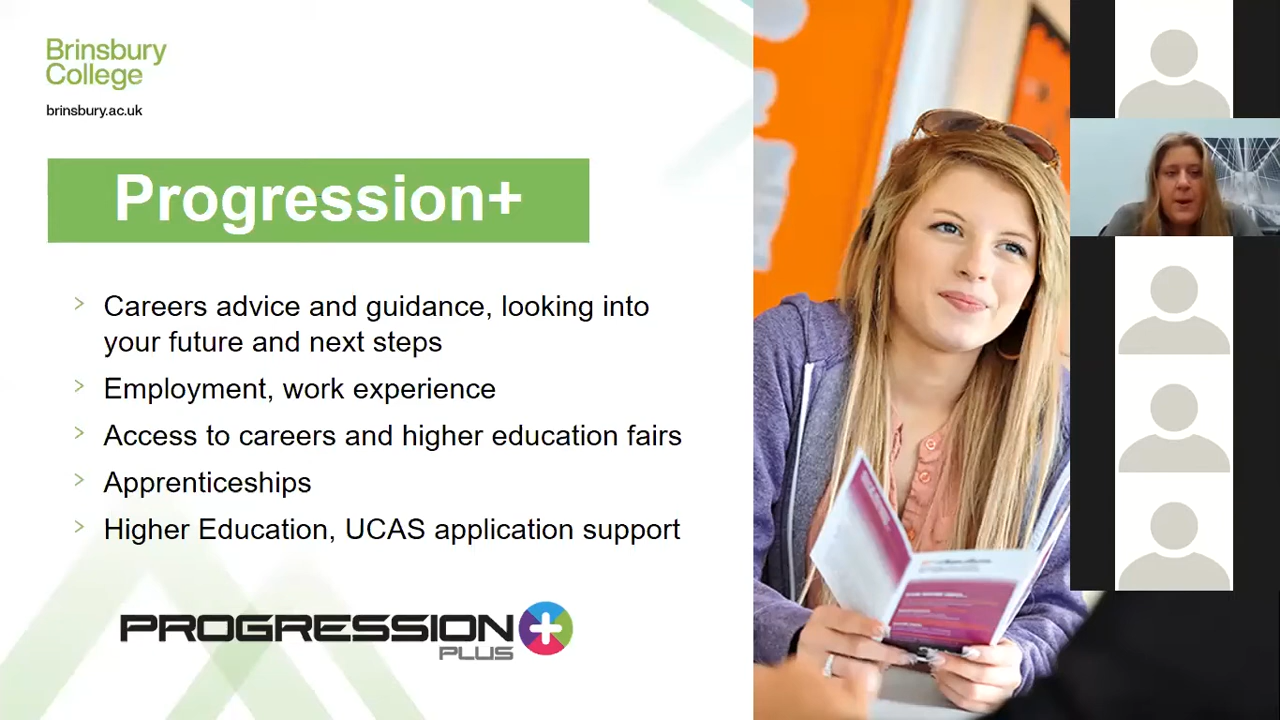 Brinsbury
College
brinsbury.ac.uk
Progression+
Careers advice and guidance, looking into
your future and next steps
Employment, work experience
Access to careers and higher education fairs
Apprenticeships
Higher Education, UCAS application support
PROGRESSION
PLUS